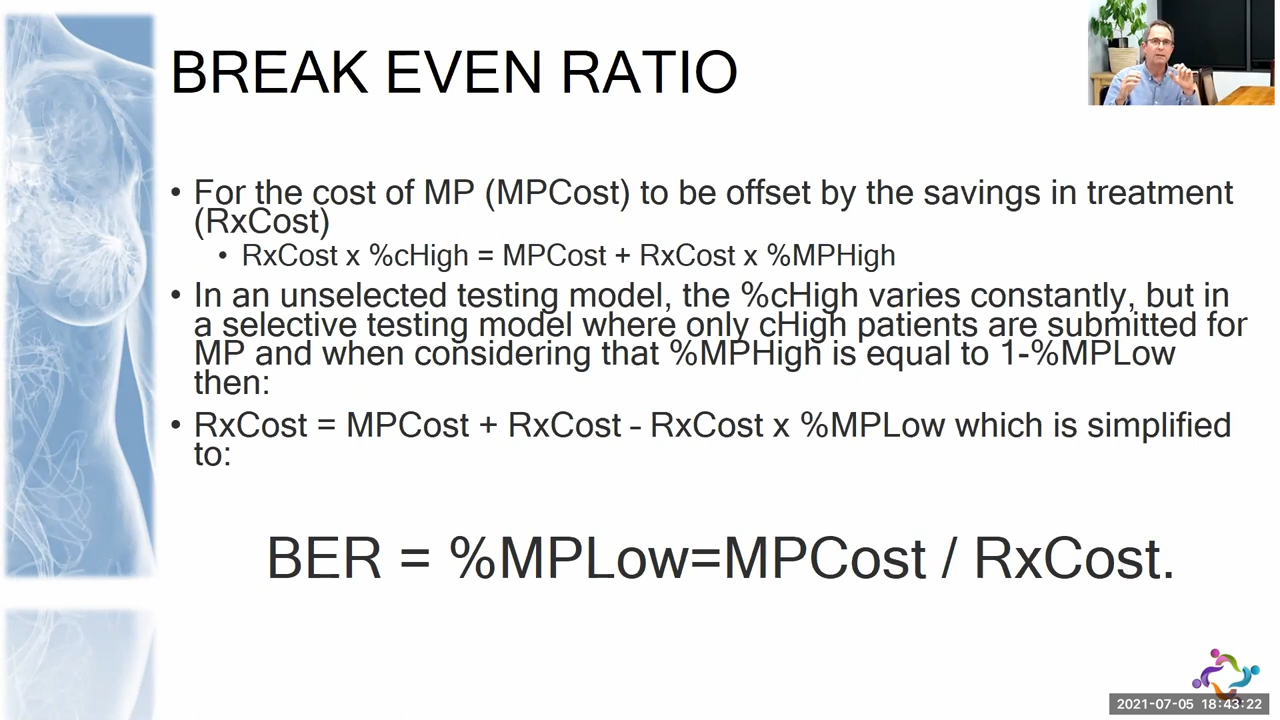 BREAK EVEN RATIO
• For the cost of MP (MPCost) to be offset by the savings in treatment
(RxCost)
• RxCost x %cHigh = MPCost + RxCost x %MPHigh
• In an unselected testing model, the %cHigh varies constantly, but in
a selective testing model where only cHigh patients are submitted for
MP and when considering that %MPHigh is equal to 1-%MPLow
then:
• RxCost = MPCost + RxCost - RxCost x %MPLow which is simplified
to:
BER = %MPLow=MPCost / RxCost.
2021-07-05 18:43:22